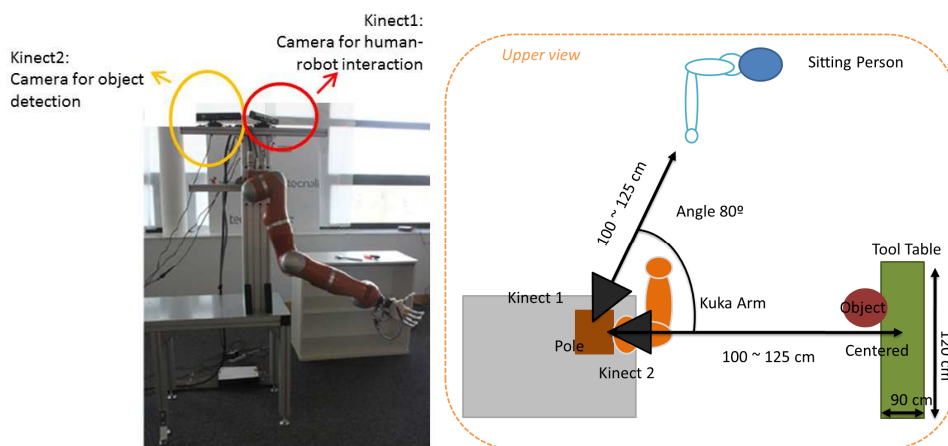 Kinect1:
Camera for human-
robot interaction
Kinect2:
Camera for object
detection
tecnali
tec
Upper view
Sitting Person
100 ~ 125 cm
Angle 80º
Tool Table
Kinect 1
Kuka Arm
Object
Pole
100 ~ 125 cm
Centered
Kinect 2
120 cm
90 cm